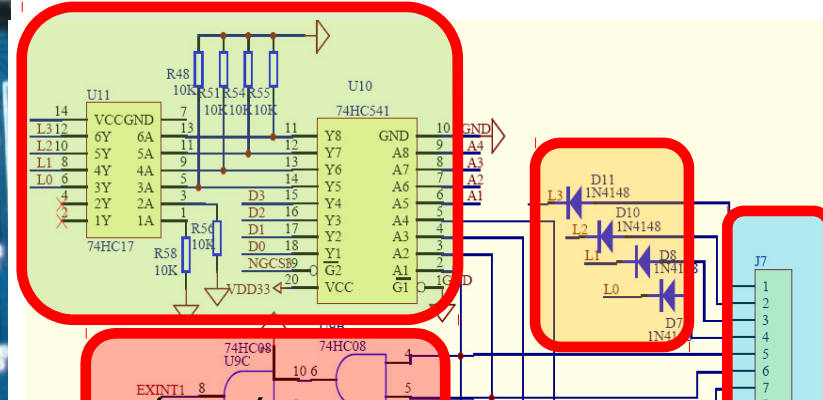 U11
14 VCC GND 7
L3 12 6Y 6A 13
L2 10 5Y 5A 11
L1 8 4Y 4A 9
L0 6 3Y 3A 5
4 2Y 2A 3
2 1Y 1A 1
74HC17
R48
10K
R51
10K
R54
10K
R55
10K
R56
10K
R58
10K
U10
74HC541
11 Y8 GND 10 GND
12 Y7 A8 9 A4
13 Y6 A7 8 A3
14 Y5 A6 7 A2
D3 15 Y4 A5 6 A1
D2 16 Y3 A4 5
D1 17 Y2 A3 4
D0 18 Y1 A2 3
NGCS3 19 G2 A1 2
VDD33 20 VCC G1 1 GND
L3
D11
1N4148
L2
D10
1N4148
L1
D8
1N4148
L0
D7
1N4148
J7
1
2
3
4
5
6
7
74HC08
U9C
74HC08
EXINT1 8
10 6
4
5